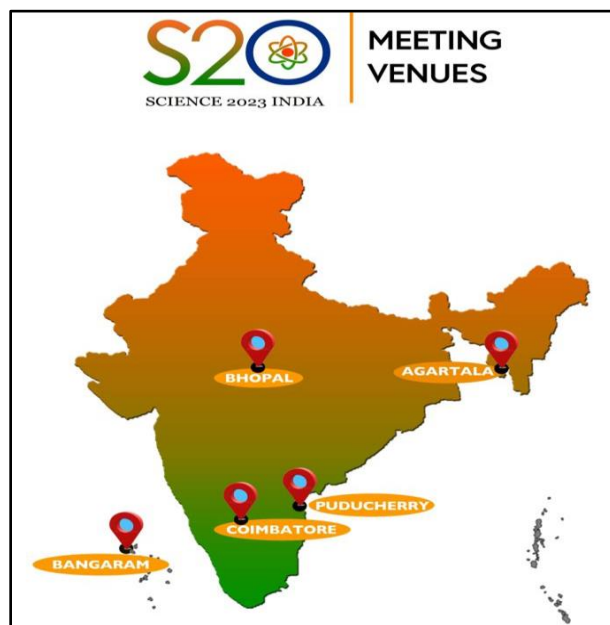 S20
SCIENCE 2023 INDIA
MEETING
VENUES
BHOPAL
AGARTALA
PUDUCHERRY
COIMBATORE
BANGARAM